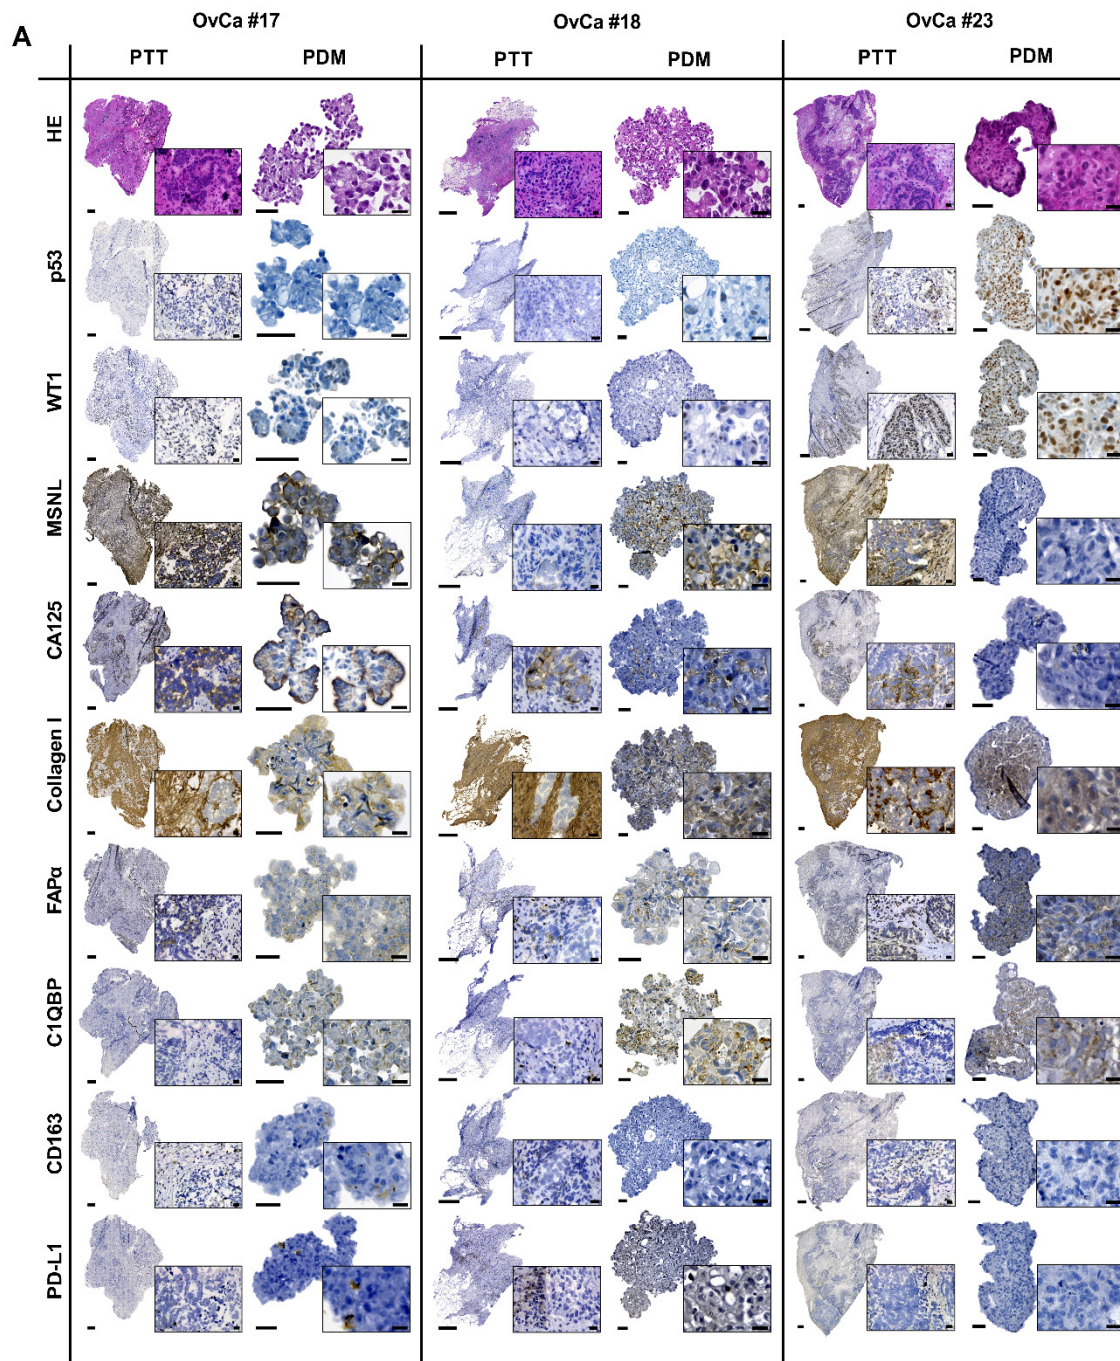 A
OvCa #17 OvCa #18 OvCa #23
PTT PDM PTT PDM PTT PDM
HE
p53
WT1
MSNL
CA125
Collagen I
FAPα
C1QBP
CD163
PD-L1